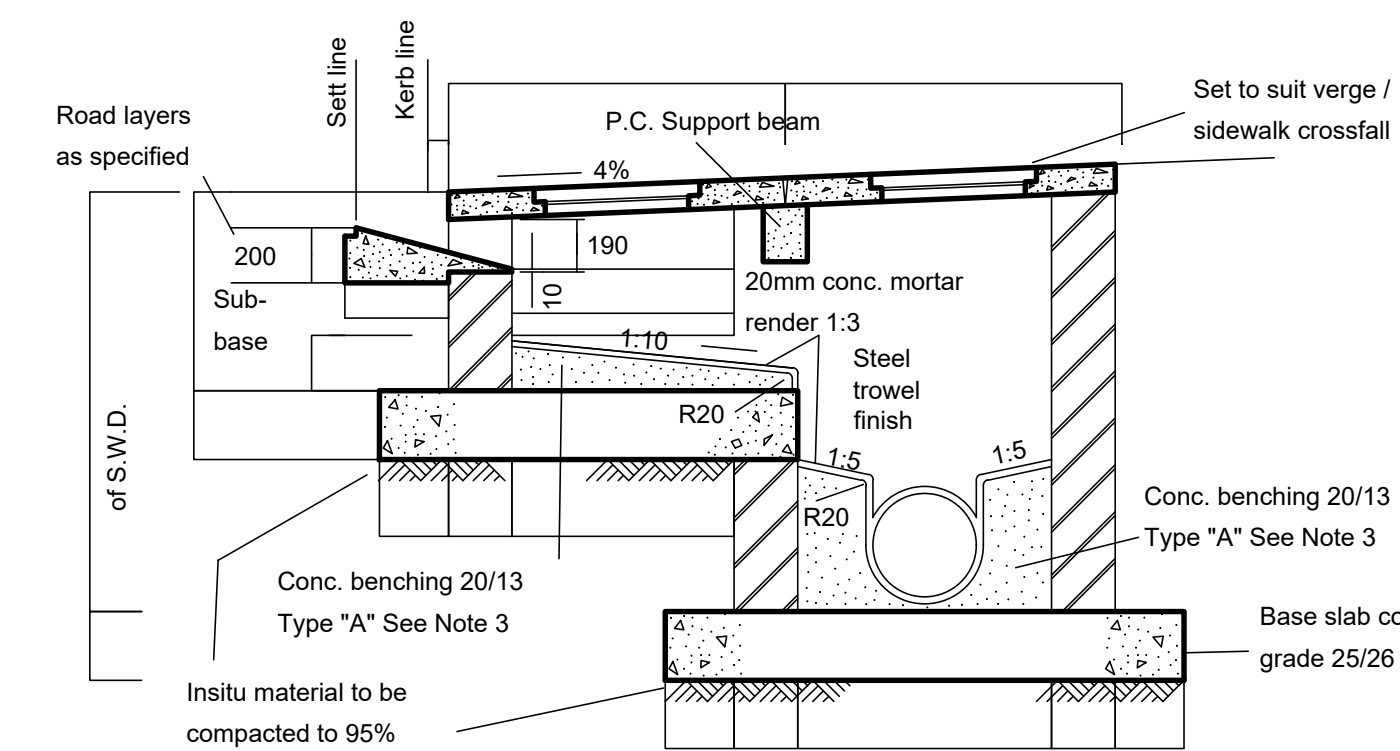 Sett line
Kerb line
Road layers
as specified
P.C. Support beam
Set to suit verge /
sidewalk crossfall
4%
200
190
10
Sub-
base
20mm conc. mortar
render 1:3
1:10
Steel
trowel
finish
R20
of S.W.D.
1:5
1:5
R20
Conc. benching 20/13
Type "A" See Note 3
Conc. benching 20/13
Type "A" See Note 3
Base slab
grade 25/26
Insitu material to be
compacted to 95%